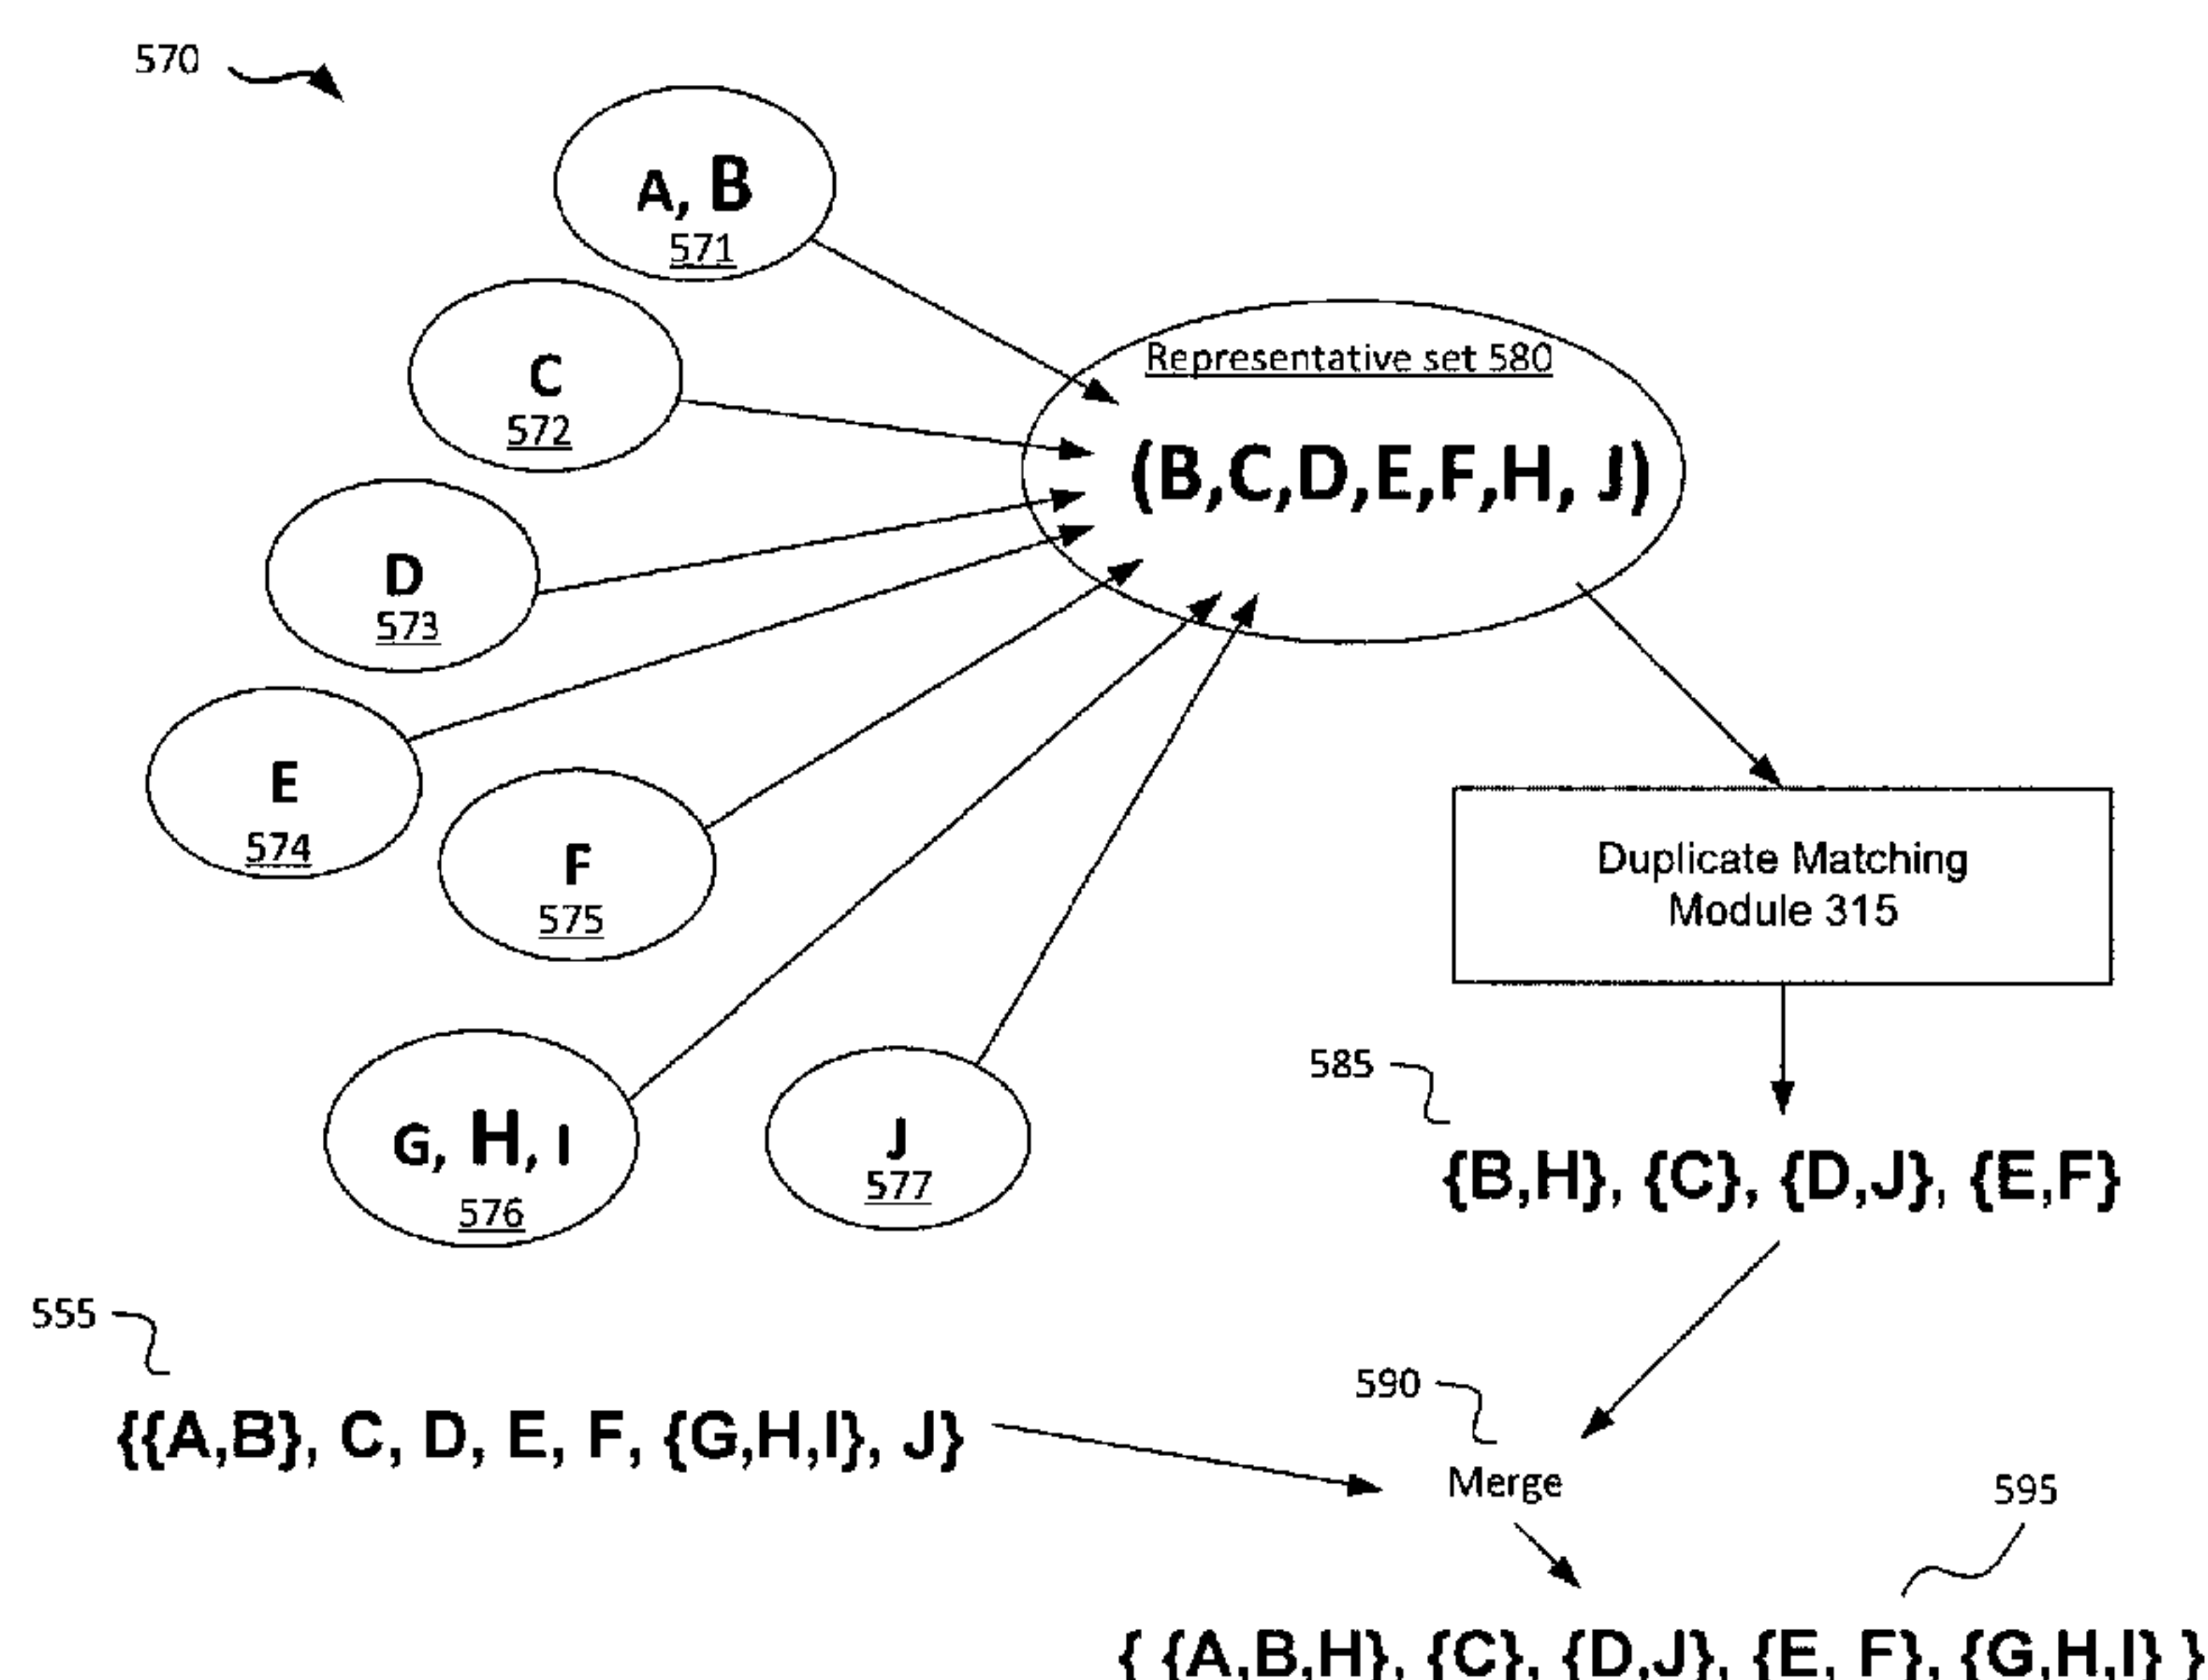 570
A, B
571
C
572
Representative set 580
(B,C,D,E,F,H, J)
D
573
E
574
F
575
Duplicate Matching
Module 315
G, H, I
576
J
577
585
{B,H}, {C}, {D,J}, {E,F}
555
{{A,B}, C, D, E, F, {G,H,I}, J}
590
Merge
595
{ {A,B,H}, {C}, {D,J}, {E, F}, {G,H,I} }